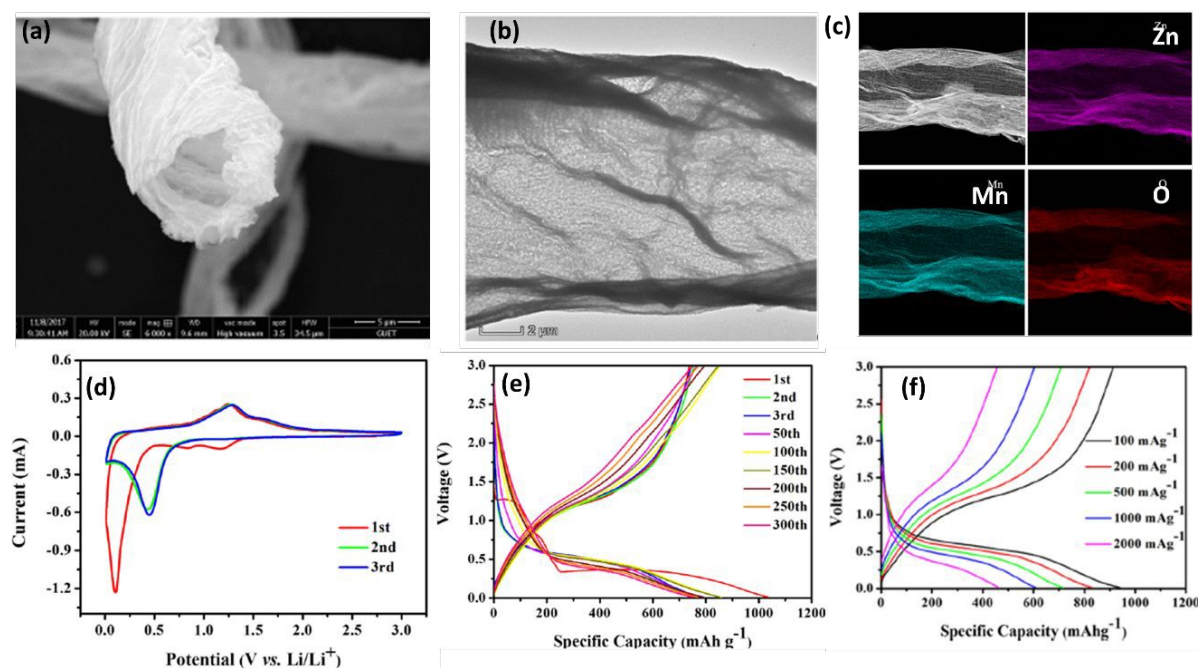 (a)
11/8/2017 HV mode mag WD vac mode spot HFW 5 µm
9:30:41 AM 20.00 kV SE 6 000 x 9.6 mm High vacuum 3.5 34.5 µm GUET
(b)
2 µm
(c)
Zn
Zn
Mn
Mn
O
O
(d)
0.6
0.3
0.0
-0.3
-0.6
-0.9
-1.2
Current (mA)
1st
2nd
3rd
0.0 0.5 1.0 1.5 2.0 2.5 3.0
Potential (V vs. Li/Li+)
(e)
3.0
2.5
2.0
1.5
1.0
0.5
0.0
Voltage (V)
1st
2nd
3rd
50th
100th
150th
200th
250th
300th
0 200 400 600 800 1000 1200
Specific Capacity (mAh g-1)
(f)
3.0
2.5
2.0
1.5
1.0
0.5
0.0
Voltage (V)
100 mAg-1
200 mAg-1
500 mAg-1
1000 mAg-1
2000 mAg-1
0 200 400 600 800 1000 1200
Specific Capacity (mAhg-1)